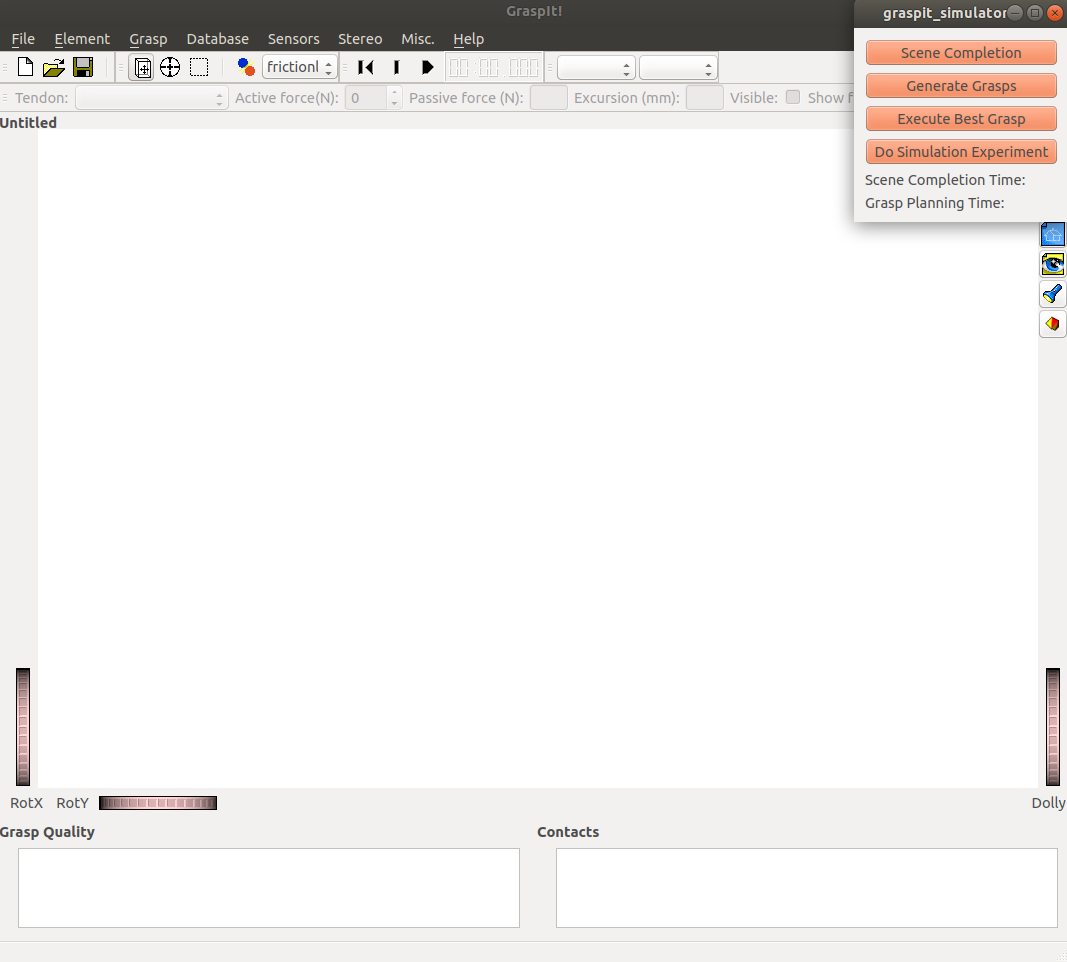 GraspIt!
graspit_simulator
File Element Grasp Database Sensors Stereo Misc. Help
frictionl
Tendon: Active force(N): 0 Passive force (N): Excursion (mm): Visible: Show f
Untitled
Scene Completion
Generate Grasps
Execute Best Grasp
Do Simulation Experiment
Scene Completion Time:
Grasp Planning Time:
RotX RotY Dolly
Grasp Quality Contacts